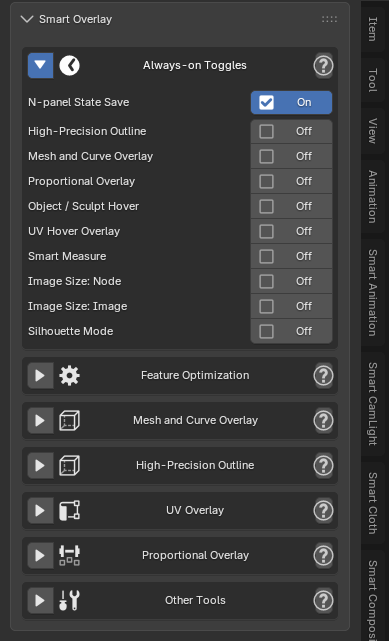 Smart Overlay
Always-on Toggles
N-panel State Save On
High-Precision Outline Off
Mesh and Curve Overlay Off
Proportional Overlay Off
Object / Sculpt Hover Off
UV Hover Overlay Off
Smart Measure Off
Image Size: Node Off
Image Size: Image Off
Silhouette Mode Off
Feature Optimization
Mesh and Curve Overlay
High-Precision Outline
UV Overlay
Proportional Overlay
Other Tools
Item
Tool
View
Animation
Smart Animation
Smart CamLight
Smart Cloth
Smart Compos